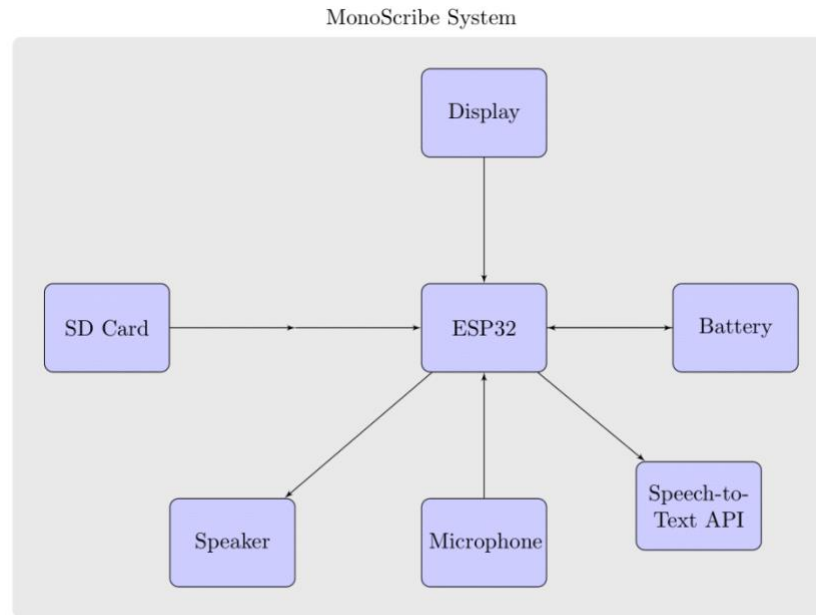 MonoScribe System
Display
SD Card
ESP32
Battery
Speaker
Microphone
Speech-to-
Text API